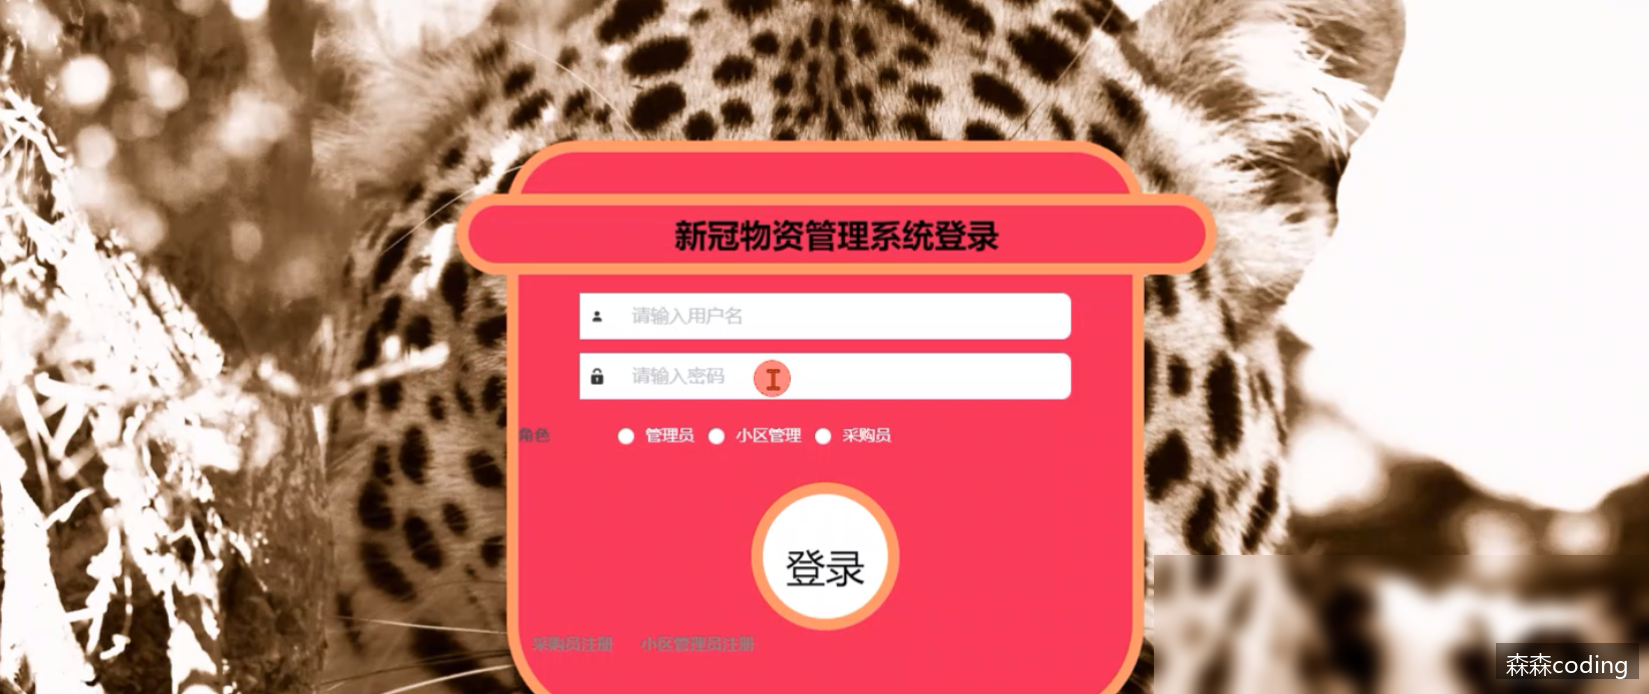 新冠物资管理系统登录
请输入用户名
请输入密码
角色 管理员 小区管理 采购员
登录
采购员注册 小区管理员注册
森森coding